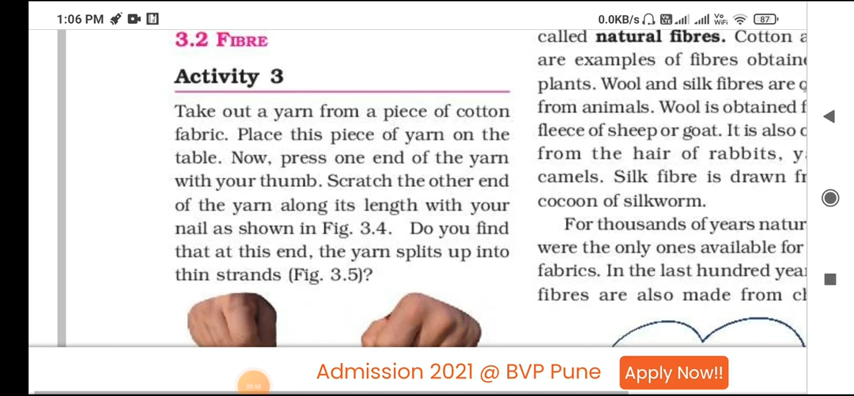 1:06 PM
0.0KB/s Vo WiFi 87
3.2 FIBRE
Activity 3
Take out a yarn from a piece of cotton
fabric. Place this piece of yarn on the
table. Now, press one end of the yarn
with your thumb. Scratch the other end
of the yarn along its length with your
nail as shown in Fig. 3.4. Do you find
that at this end, the yarn splits up into
thin strands (Fig. 3.5)?
called natural fibres. Cotton a
are examples of fibres obtain
plants. Wool and silk fibres are
from animals. Wool is obtained f
fleece of sheep or goat. It is also
from the hair of rabbits, y
camels. Silk fibre is drawn fr
cocoon of silkworm.
For thousands of years natur
were the only ones available for
fabrics. In the last hundred yea
fibres are also made from ch
Admission 2021 @ BVP Pune
Apply Now!!